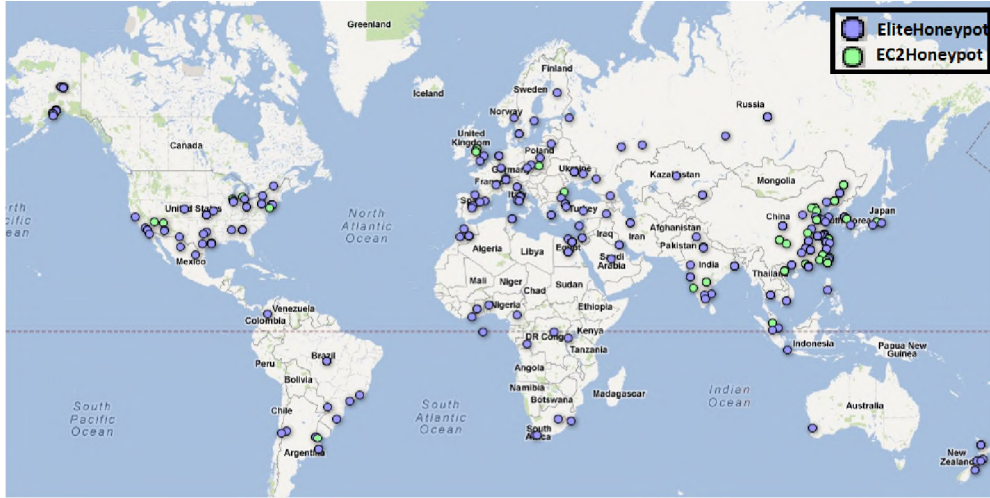 EliteHoneypot
EC2Honeypot
Greenland
Iceland
Finland
Sweden
Norway
Russia
United
Kingdom
Canada
Poland
Germany
Ukraine
France
Kazakhstan
Mongolia
United States
North
Atlantic
Ocean
Turkey
China
Japan
South Korea
Iraq
Iran
Afghanistan
Pakistan
Algeria
Libya
Egypt
Saudi
Arabia
India
Mexico
Mali
Niger
Chad
Sudan
Thailand
Nigeria
Ethiopia
Venezuela
Colombia
DR Congo
Kenya
Tanzania
Indonesia
Papua New
Guinea
Peru
Brazil
Bolivia
Angola
Namibia
Botswana
Madagascar
Indian
Ocean
South
Pacific
Ocean
South
Atlantic
Ocean
Chile
Australia
South
Africa
Argentina
New
Zealand